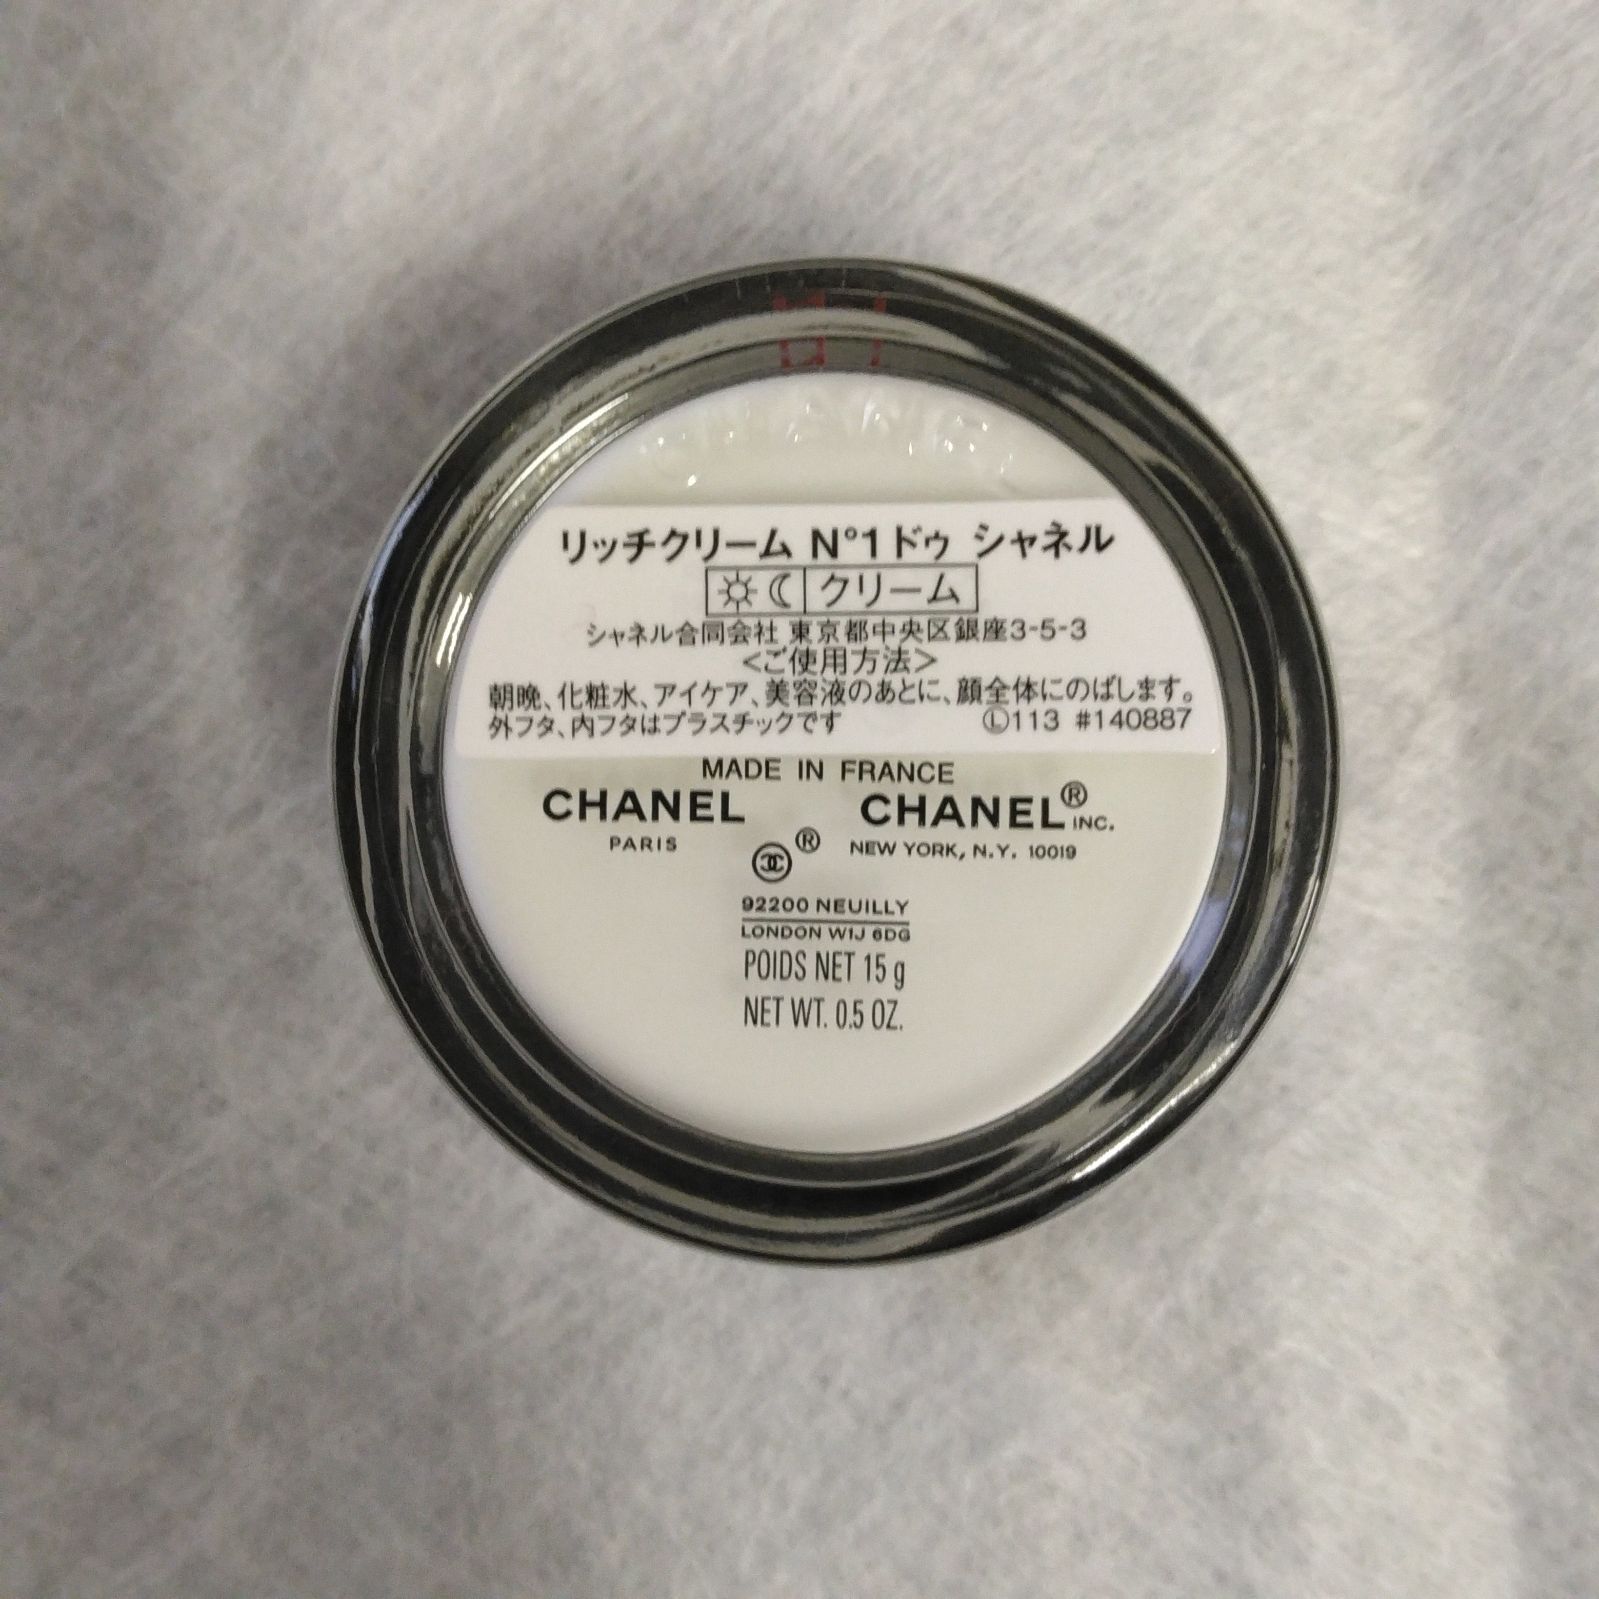 リッチクリーム N°1 ドゥ シャネル
クリーム
シャネル合同会社 東京都中央区銀座3-5-3
<ご使用方法>
朝晩、化粧水、アイケア、美容液のあとに、顔全体にのばします。
外フタ、内フタはプラスチックです Ⓛ113 #140887
MADE IN FRANCE
CHANEL CHANEL® INC.
PARIS ® NEW YORK, N.Y. 10019
92200 NEUILLY
LONDON W1J 6DG
POIDS NET 15 g
NET WT. 0.5 OZ.